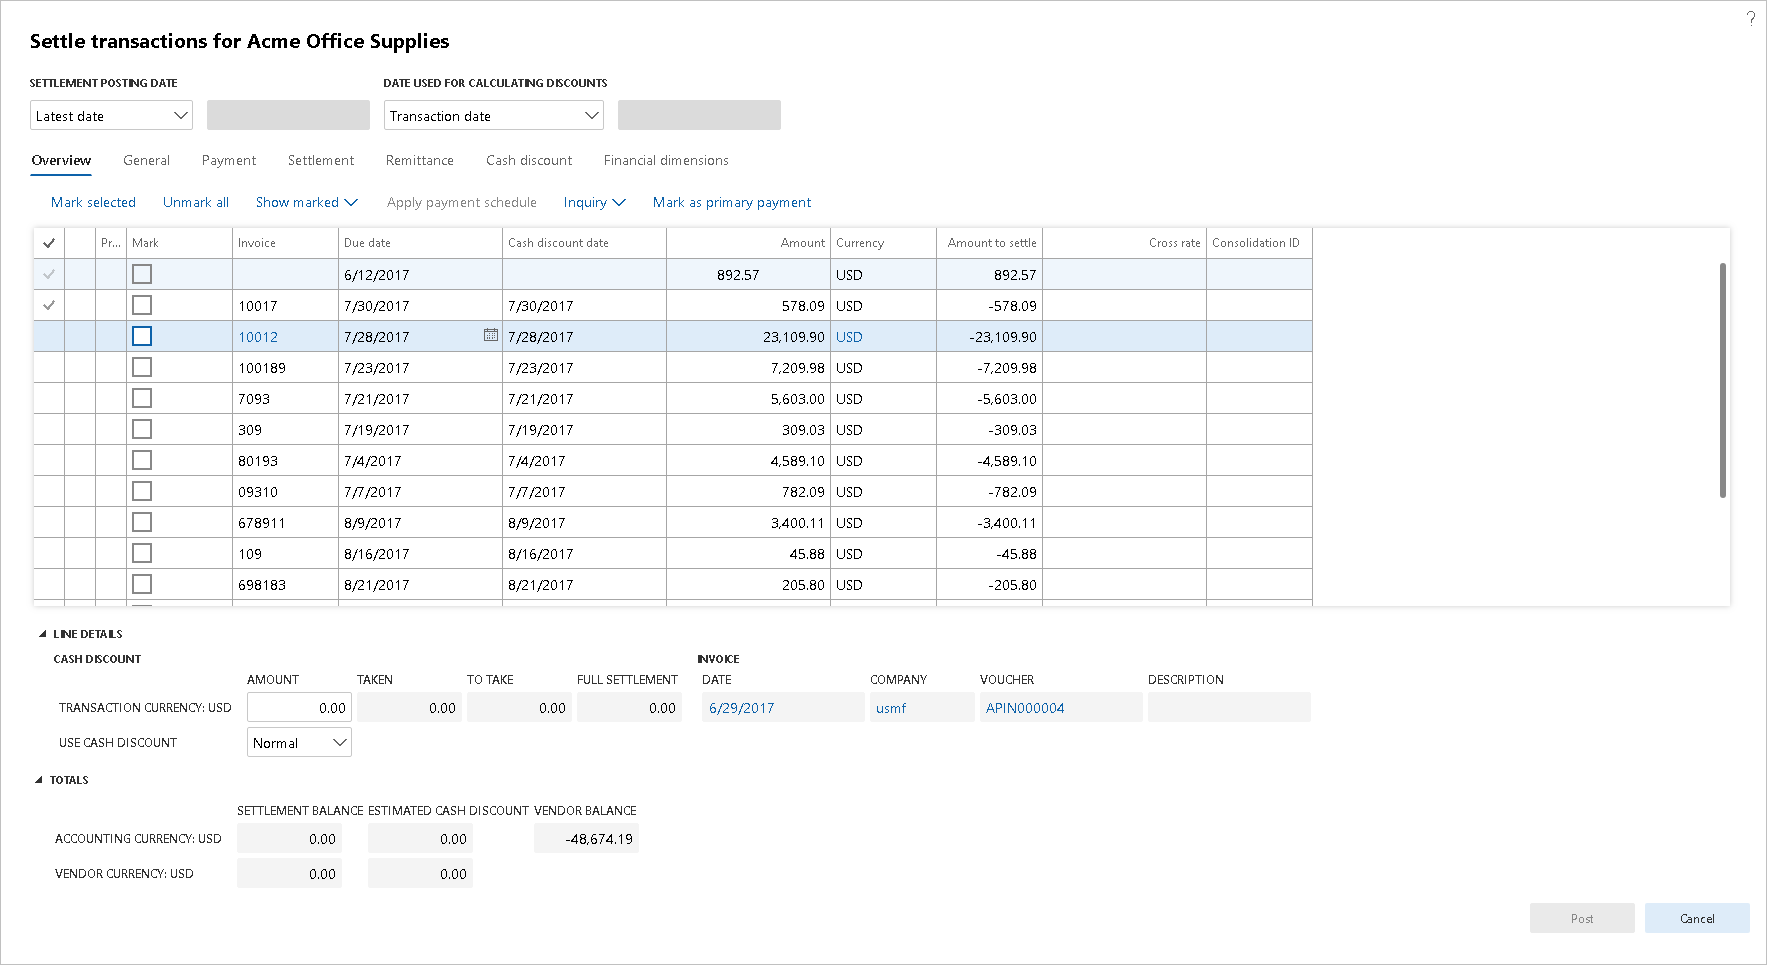 ?
Settle transactions for Acme Office Supplies
SETTLEMENT POSTING DATE DATE USED FOR CALCULATING DISCOUNTS
Latest date Transaction date
Overview General Payment Settlement Remittance Cash discount Financial dimensions
Mark selected Unmark all Show marked Apply payment schedule Inquiry Mark as primary payment
Pr... Mark Invoice Due date Cash discount date Amount Currency Amount to settle Cross rate Consolidation ID
6/12/2017 892.57 USD 892.57
10017 7/30/2017 7/30/2017 578.09 USD -578.09
10012 7/28/2017 7/28/2017 23,109.90 USD -23,109.90
100189 7/23/2017 7/23/2017 7,209.98 USD -7,209.98
7093 7/21/2017 7/21/2017 5,603.00 USD -5,603.00
309 7/19/2017 7/19/2017 309.03 USD -309.03
80193 7/4/2017 7/4/2017 4,589.10 USD -4,589.10
09310 7/7/2017 7/7/2017 782.09 USD -782.09
678911 8/9/2017 8/9/2017 3,400.11 USD -3,400.11
109 8/16/2017 8/16/2017 45.88 USD -45.88
698183 8/21/2017 8/21/2017 205.80 USD -205.80
LINE DETAILS
CASH DISCOUNT INVOICE
AMOUNT TAKEN TO TAKE FULL SETTLEMENT DATE COMPANY VOUCHER DESCRIPTION
TRANSACTION CURRENCY: USD 0.00 0.00 0.00 0.00 6/29/2017 usmf APIN000004
USE CASH DISCOUNT Normal
TOTALS
SETTLEMENT BALANCE ESTIMATED CASH DISCOUNT VENDOR BALANCE
ACCOUNTING CURRENCY: USD 0.00 0.00 -48,674.19
VENDOR CURRENCY: USD 0.00 0.00
Post Cancel